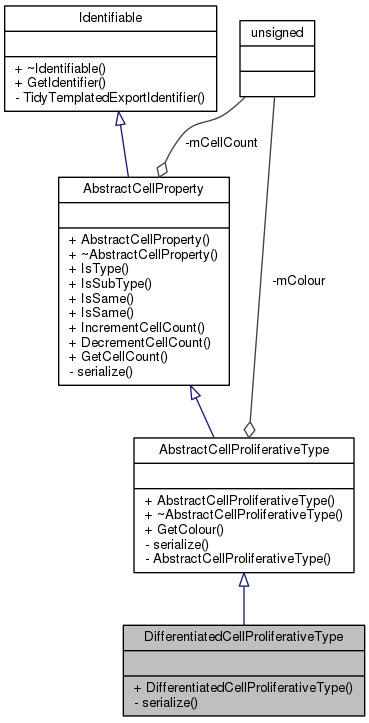 Identifiable
+ ~Identifiable()
+ GetIdentifier()
- TidyTemplatedExportIdentifier()
unsigned
-mCellCount
AbstractCellProperty
+ AbstractCellProperty()
+ ~AbstractCellProperty()
+ IsType()
+ IsSubType()
+ IsSame()
+ IsSame()
+ IncrementCellCount()
+ DecrementCellCount()
+ GetCellCount()
- serialize()
-mColour
AbstractCellProliferativeType
+ AbstractCellProliferativeType()
+ ~AbstractCellProliferativeType()
+ GetColour()
- serialize()
- AbstractCellProliferativeType()
DifferentiatedCellProliferativeType
+ DifferentiatedCellProliferativeType()
- serialize()